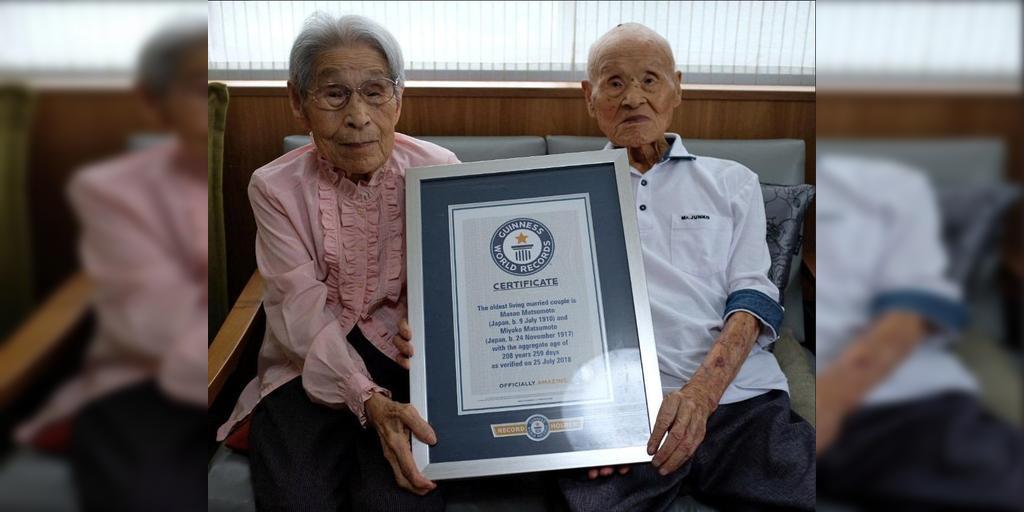 GUINNESS
WORLD RECORDS
CERTIFICATE
The oldest living married couple is
Masao Matsumoto
(Japan, b. 9 July 1910) and
Miyako Matsumoto
(Japan, b. 24 November 1917)
with the aggregate age of
208 years 259 days
as verified on 25 July 2018
OFFICIALLY AMAZING
RECORD HOLDER
Mr.JUNKO